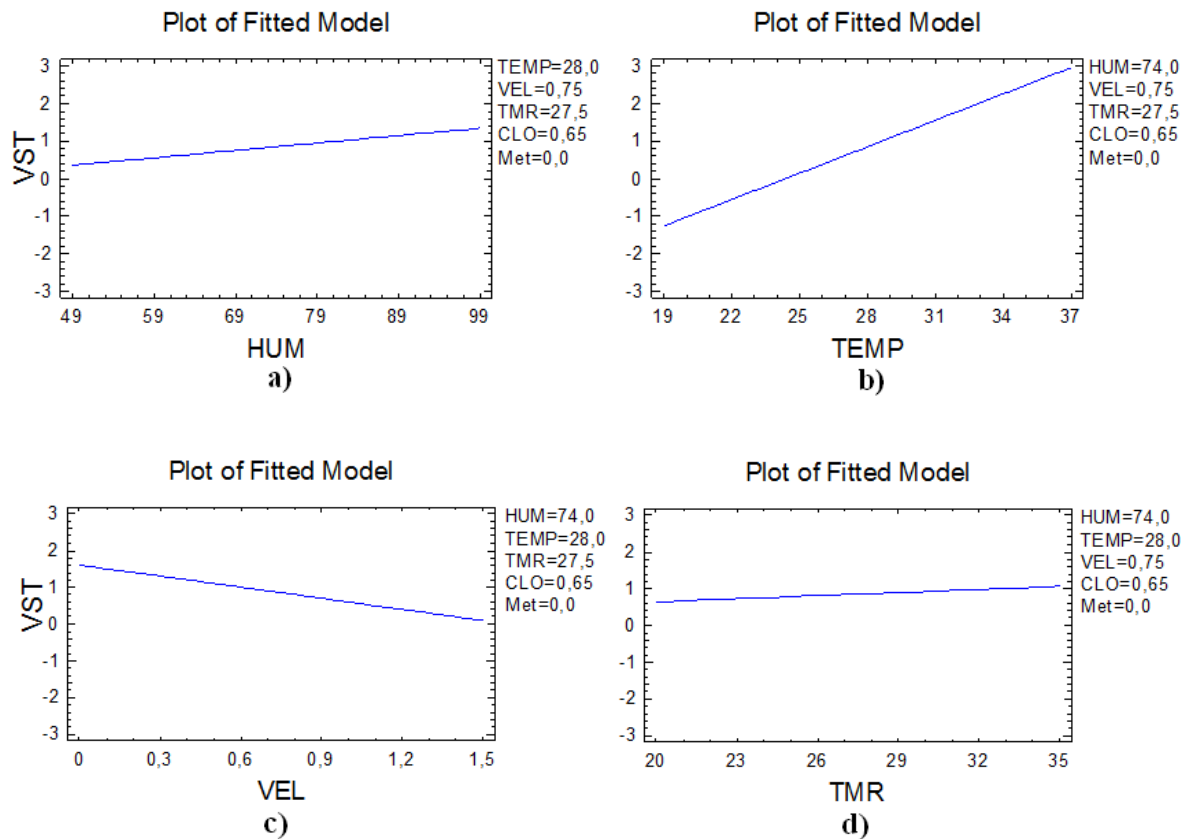 Plot of Fitted Model
3
2
1
0
-1
-2
-3
VST
49 59 69 79 89 99
HUM
TEMP=28,0
VEL=0,75
TMR=27,5
CLO=0,65
Met=0,0
a)
Plot of Fitted Model
3
2
1
0
-1
-2
-3
19 22 25 28 31 34 37
TEMP
HUM=74,0
VEL=0,75
TMR=27,5
CLO=0,65
Met=0,0
b)
Plot of Fitted Model
3
2
1
0
-1
-2
-3
VST
0 0,3 0,6 0,9 1,2 1,5
VEL
HUM=74,0
TEMP=28,0
TMR=27,5
CLO=0,65
Met=0,0
c)
Plot of Fitted Model
3
2
1
0
-1
-2
-3
20 23 26 29 32 35
TMR
HUM=74,0
TEMP=28,0
VEL=0,75
CLO=0,65
Met=0,0
d)